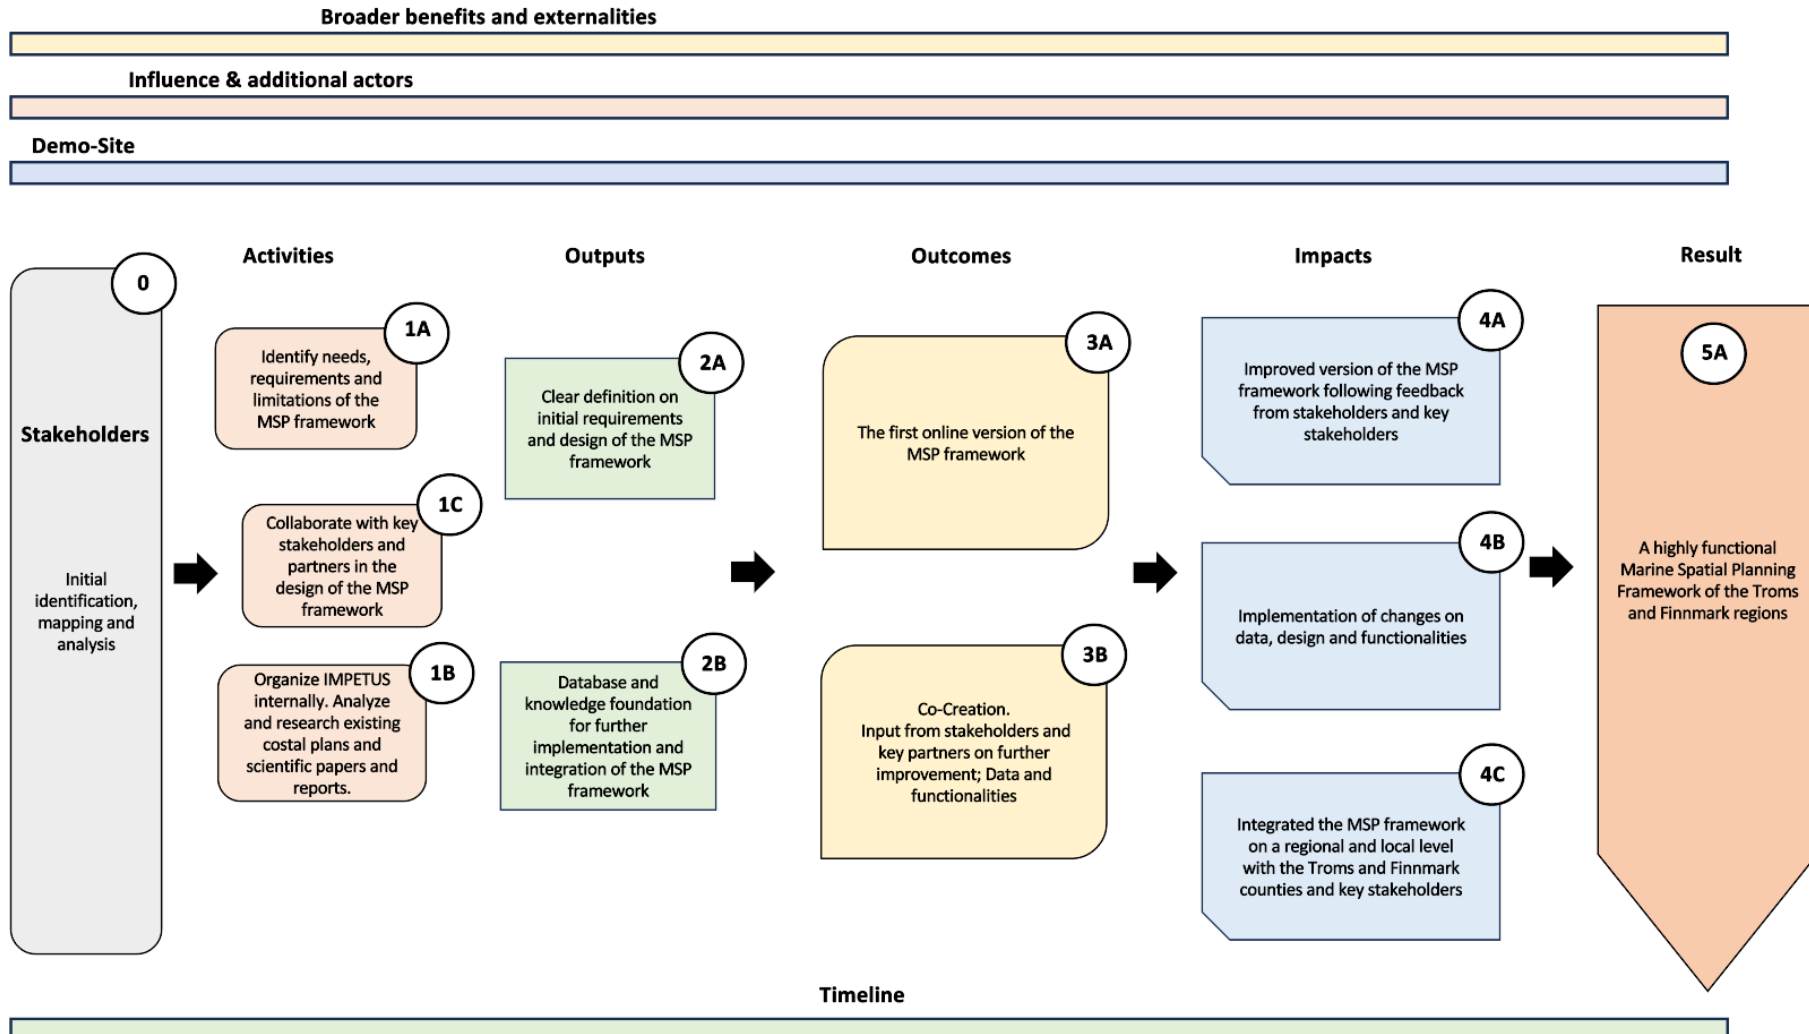 Broader benefits and externalities
Influence & additional actors
Demo-Site
Activities
Outputs
Outcomes
Impacts
Result
0
Stakeholders
Initial
identification,
mapping and
analysis
1A
Identify needs,
requirements and
limitations of the
MSP framework
1C
Collaborate with key
stakeholders and
partners in the
design of the MSP
framework
1B
Organize IMPETUS
internally. Analyze
and research existing
costal plans and
scientific papers and
reports.
2A
Clear definition on
initial requirements
and design of the MSP
framework
2B
Database and
knowledge foundation
for further
implementation and
integration of the MSP
framework
3A
The first online version of the
MSP framework
3B
Co-Creation.
Input from stakeholders and
key partners on further
improvement; Data and
functionalities
4A
Improved version of the MSP
framework following feedback
from stakeholders and key
stakeholders
4B
Implementation of changes on
data, design and functionalities
4C
Integrated the MSP framework
on a regional and local level
with the Troms and Finnmark
counties and key stakeholders
5A
A highly functional
Marine Spatial Planning
Framework of the Troms
and Finnmark regions
Timeline